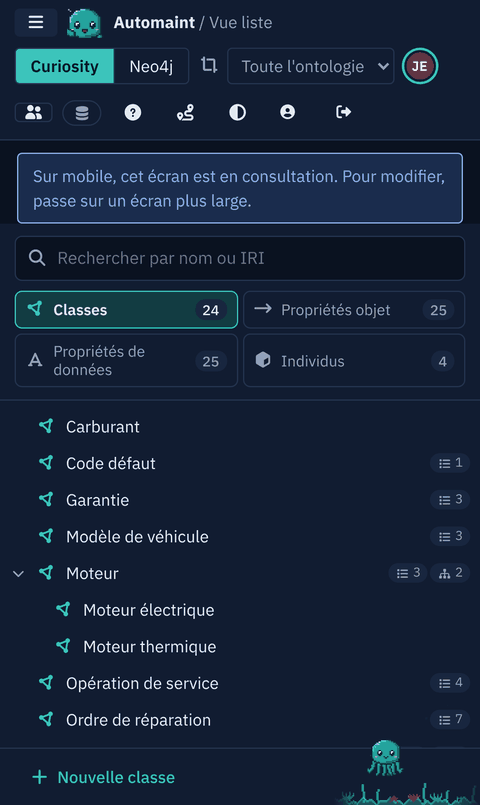 Automaint / Vue liste
Curiosity Neo4j Toute l'ontologie JE
Sur mobile, cet écran est en consultation. Pour modifier,
passe sur un écran plus large.
Rechercher par nom ou IRI
Classes 24 Propriétés objet 25
Propriétés de
données 25 Individus 4
Carburant
Code défaut 1
Garantie 3
Modèle de véhicule 3
Moteur 3 2
Moteur électrique
Moteur thermique
Opération de service 4
Ordre de réparation 7
+ Nouvelle classe